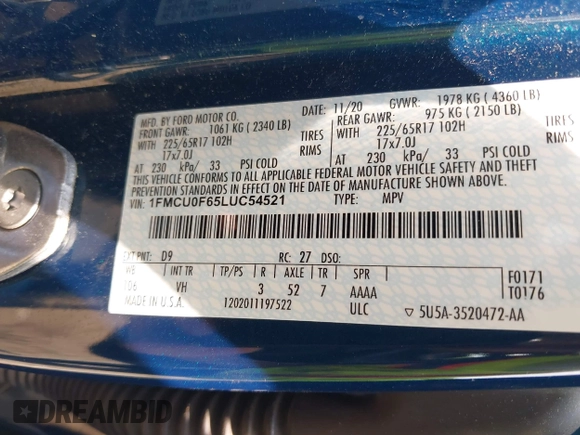 MFD. BY FORD MOTOR CO.
DATE: 11/20 GVWR: 1978 KG ( 4360 LB)
FRONT GAWR: 1061 KG ( 2340 LB) REAR GAWR: 975 KG ( 2150 LB)
WITH TIRES WITH TIRES
225/65R17 102H 225/65R17 102H
17x7.0J RIMS 17x7.0J RIMS
AT 230 kPa/ 33 PSI COLD AT 230 kPa/ 33 PSI COLD
THIS VEHICLE CONFORMS TO ALL APPLICABLE FEDERAL MOTOR VEHICLE SAFETY AND THEFT
PREVENTION STANDARDS IN EFFECT ON THE DATE OF MANUFACTURE SHOWN ABOVE.
VIN: 1FMCU0F65LUC54521 TYPE: MPV
EXT PNT: D9 RC: 27 DSO:
WB INT TR TP/PS R AXLE TR SPR
106 VH 3 52 7 AAAA
F0171
T0176
MADE IN U.S.A. 1202011197522 ULC
5U5A-3520472-AA
DREAMBID